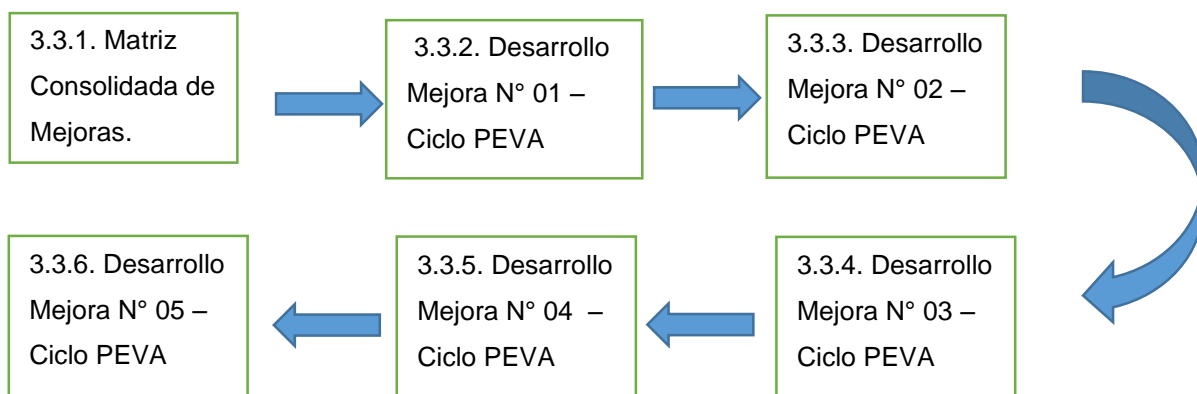 3.3.1. Matriz
Consolidada de
Mejoras.
3.3.2. Desarrollo
Mejora N° 01 –
Ciclo PEVA
3.3.3. Desarrollo
Mejora N° 02 –
Ciclo PEVA
3.3.4. Desarrollo
Mejora N° 03 –
Ciclo PEVA
3.3.5. Desarrollo
Mejora N° 04 –
Ciclo PEVA
3.3.6. Desarrollo
Mejora N° 05 –
Ciclo PEVA